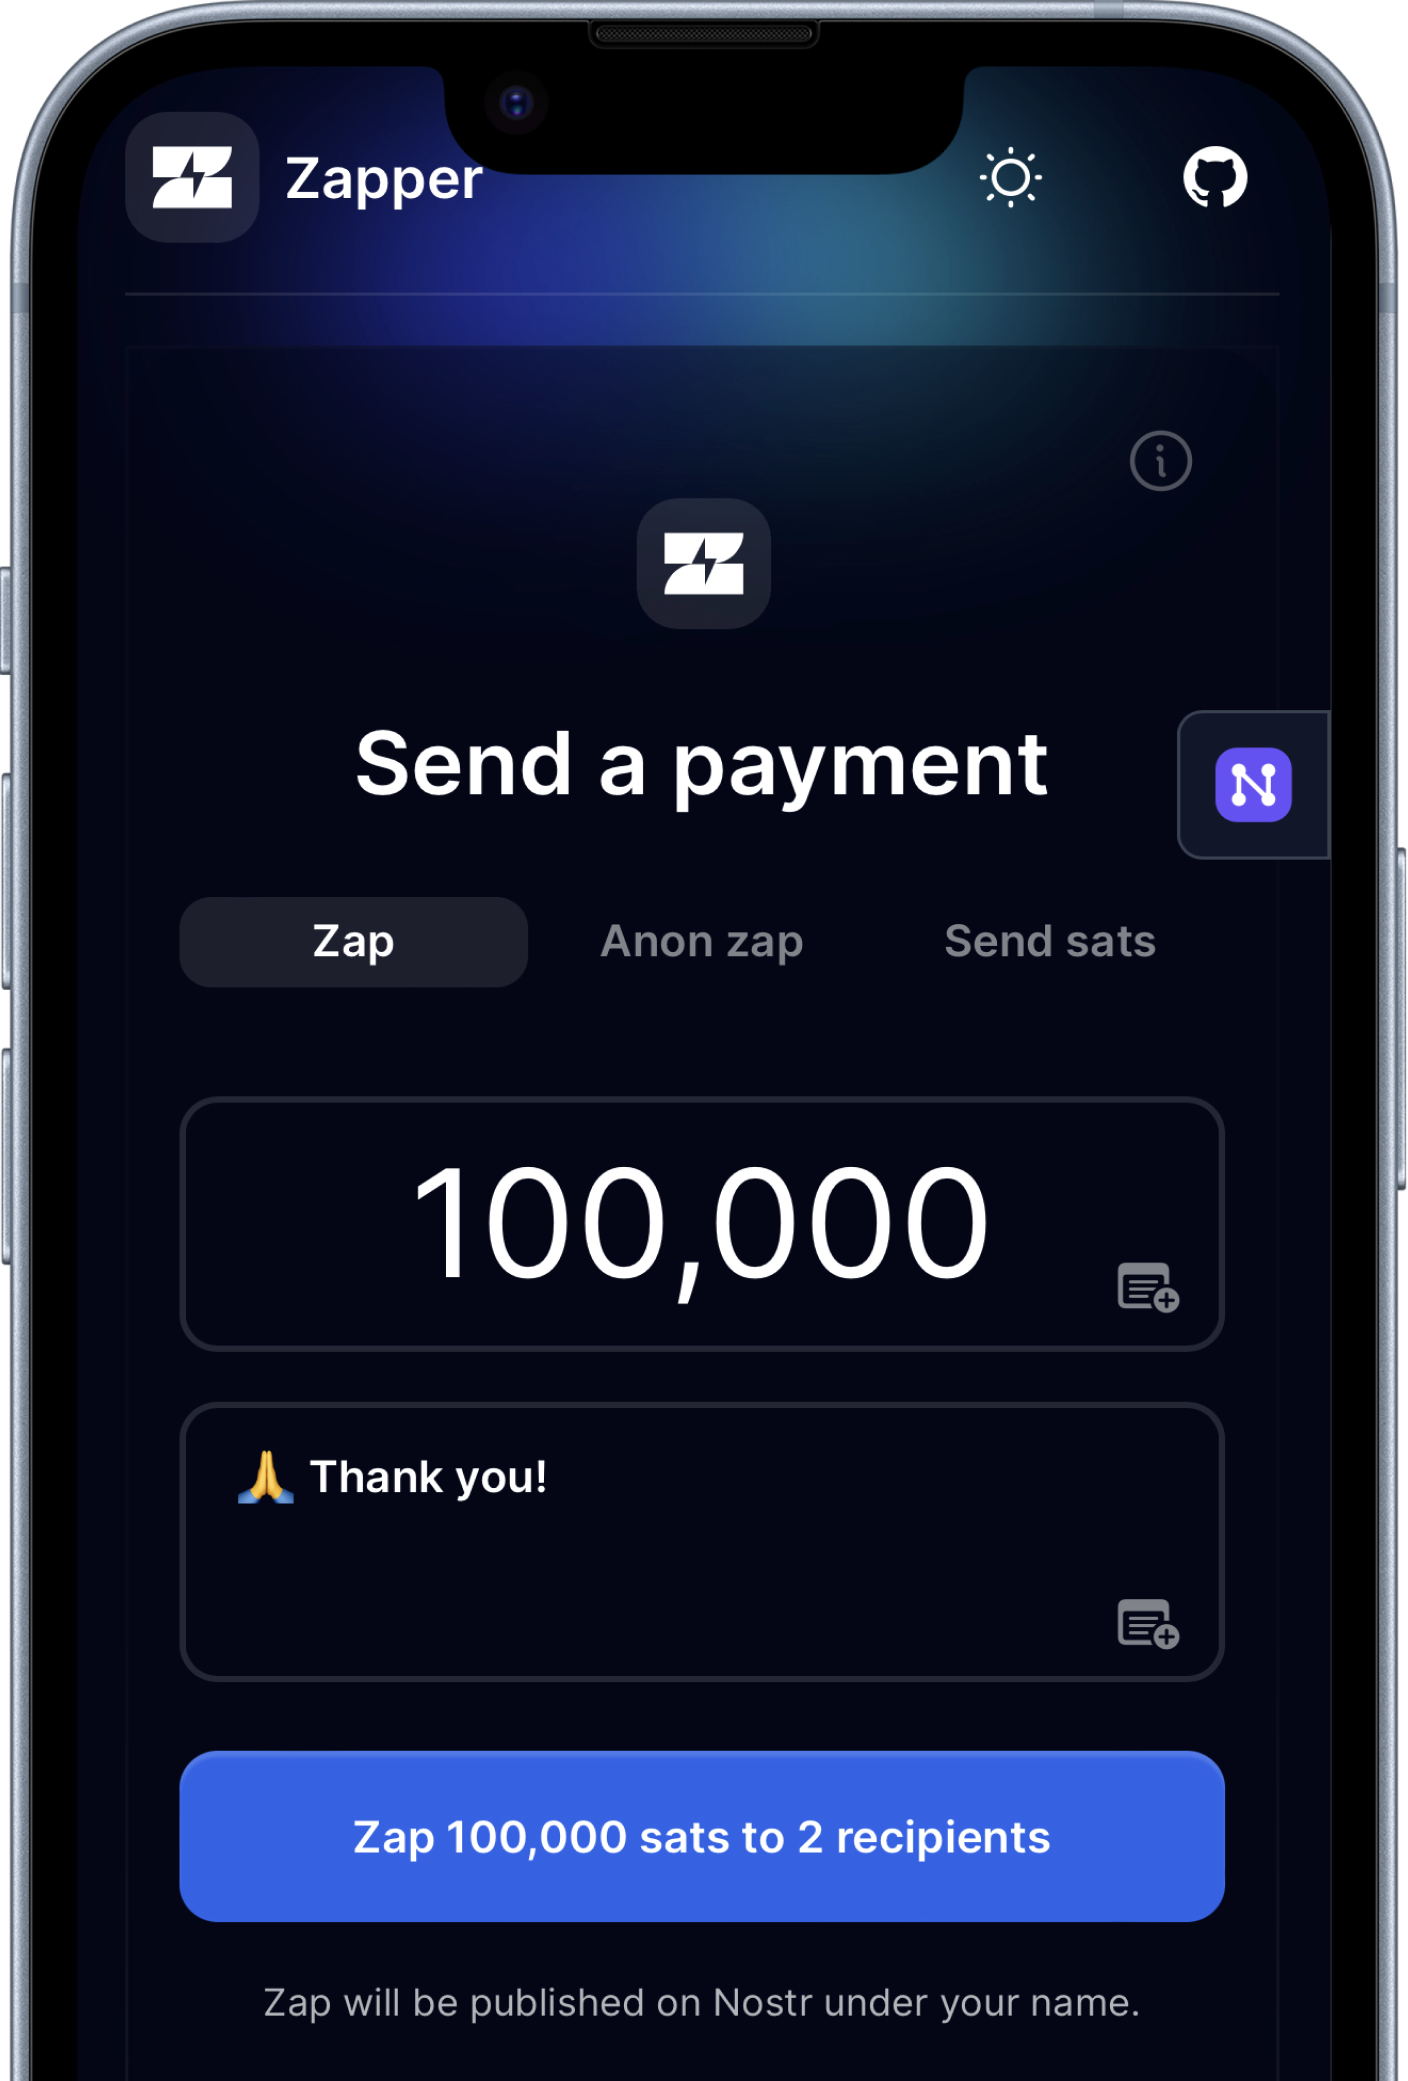 Zapper
Send a payment
Zap Anon zap Send sats
100,000
🙏 Thank you!
Zap 100,000 sats to 2 recipients
Zap will be published on Nostr under your name.